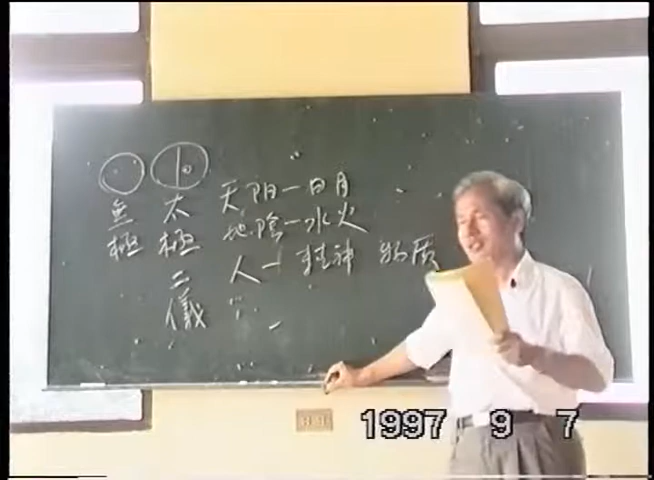 無極
太極
二儀
天阳一日月
地陰一水火
人一精神 物质
1997 9 7